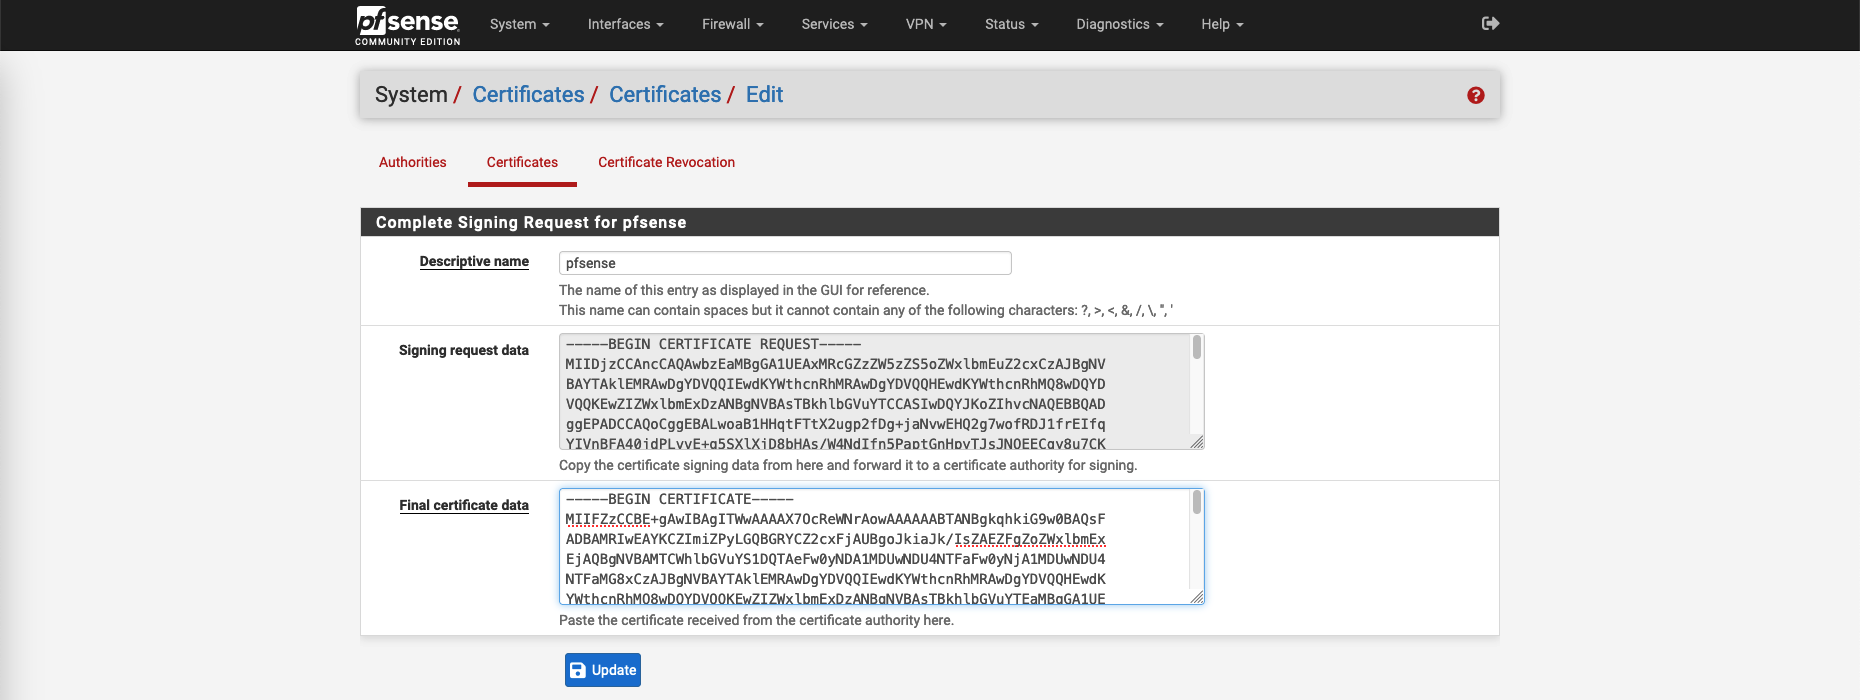 pfsense
COMMUNITY EDITION
System Interfaces Firewall Services VPN Status Diagnostics Help
System / Certificates / Certificates / Edit
Authorities Certificates Certificate Revocation
Complete Signing Request for pfsense
Descriptive name
pfsense
The name of this entry as displayed in the GUI for reference.
This name can contain spaces but it cannot contain any of the following characters: ?, >, <, &, /, \, ", '
Signing request data
-----BEGIN CERTIFICATE REQUEST-----
MIIDjzCCAncCAQAwbzEaMBgGA1UEAxMRcGZzZW5zZS5oZWxlbmEuZ2cxCzAJBgNV
BAYTAklEMRAwDgYDVQQIEwdKYWthcnRhMRAwDgYDVQQHEwdKYWthcnRhMQ8wDQYD
VQQKEwZIZWxlbmExDzANBgNVBAsTBkhlbGVuYTCCASIwDQYJKoZIhvcNAQEBBQAD
ggEPADCCAQoCggEBALwoaB1HHqtFTtX2ugp2fDg+jaNvwEHQ2g7wofRDJ1frEIfq
YIVnBFA40jdPLvvE+g5SXlXjD8bHAs/W4NdIfn5PaptGnHpvTJsJNOEECgy8u7CK
Copy the certificate signing data from here and forward it to a certificate authority for signing.
Final certificate data
-----BEGIN CERTIFICATE-----
MIIFZzCCBE+gAwIBAgITWwAAAAX7OcReWNrAowAAAAAABTANBgkqhkiG9w0BAQsF
ADBAMRIwEAYKCZImiZPyLGQBGRYCZ2cxFjAUBgoJkiaJk/IsZAEZFgZoZWxlbmEx
EjAQBgNVBAMTCWhlbGVuYS1DQTAeFw0yNDA1MDUwNDU4NTFaFw0yNjA1MDUwNDU4
NTFaMG8xCzAJBgNVBAYTAklEMRAwDgYDVQQIEwdKYWthcnRhMRAwDgYDVQQHEwdK
YWthcnRhMQ8wDQYDVQQKEwZIZWxlbmExDzANBgNVBAsTBkhlbGVuYTEaMBgGA1UE
Paste the certificate received from the certificate authority here.
Update